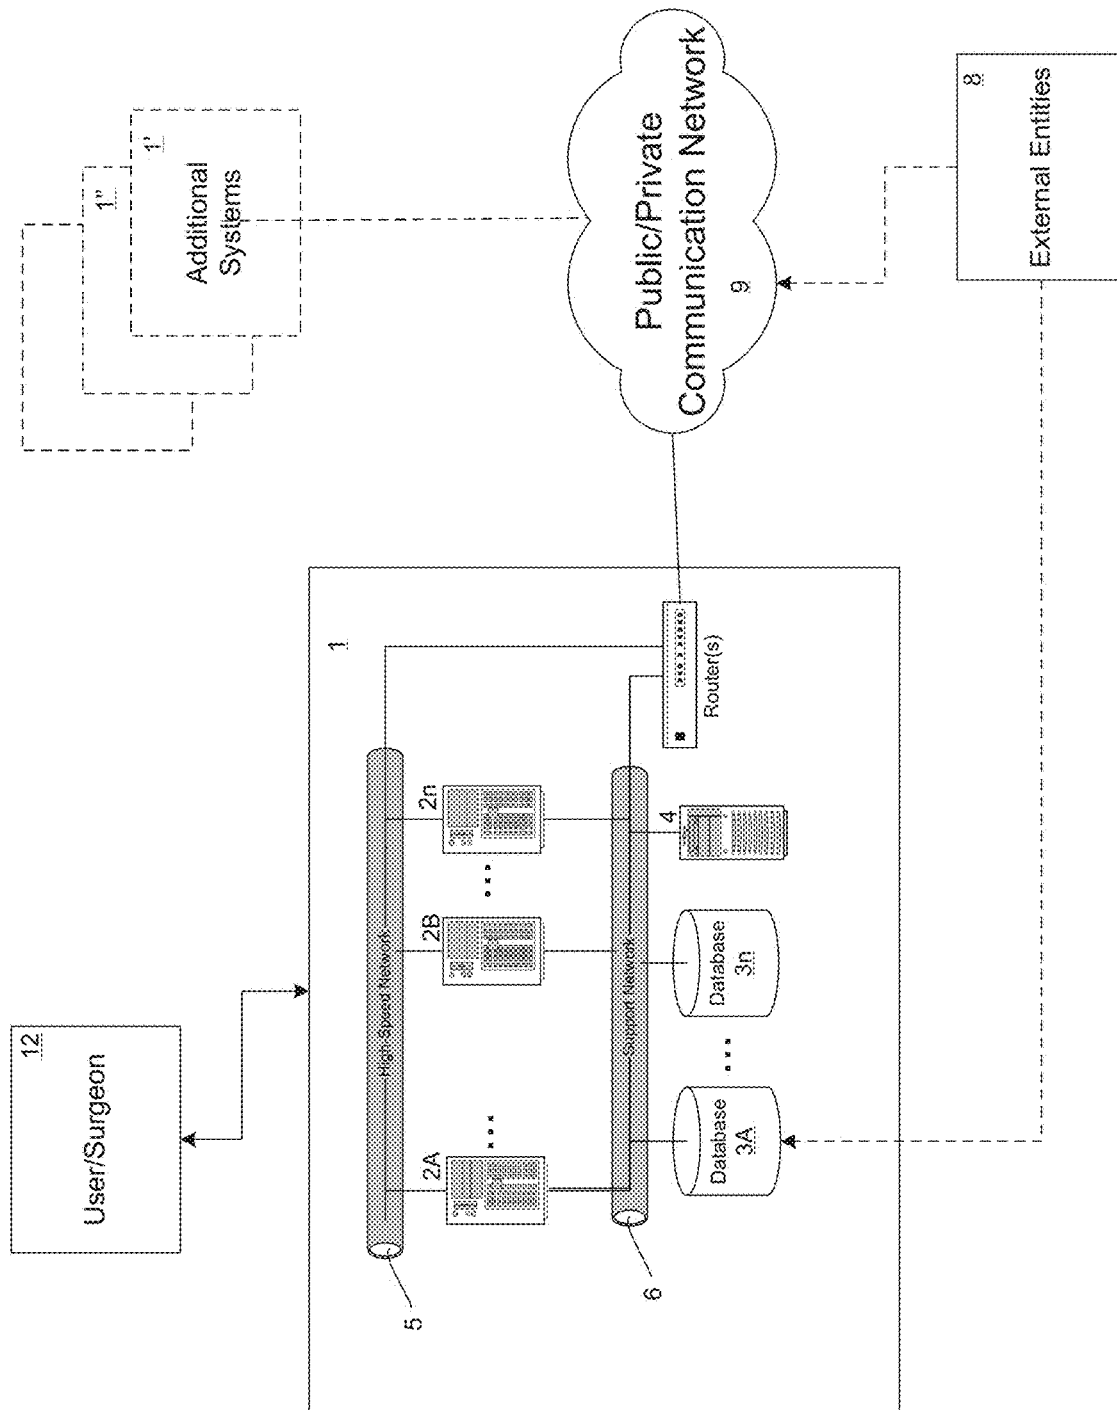 12
User/Surgeon
1"
1'
Additional
Systems
1
High-Speed Network
5
2A
2B
2n
Support Network
6
Database
3A
Database
3n
4
Router(s)
Public/Private
Communication Network
9
8
External Entities